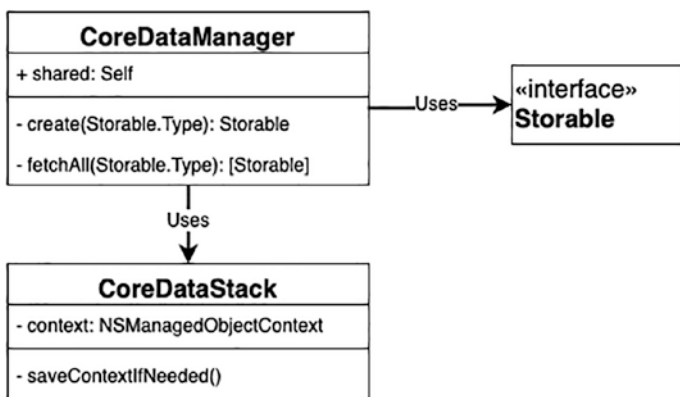 CoreDataManager
+ shared: Self
- create(Storable.Type): Storable
- fetchAll(Storable.Type): [Storable]
Uses
«interface»
Storable
Uses
CoreDataStack
- context: NSManagedObjectContext
- saveContextIfNeeded()